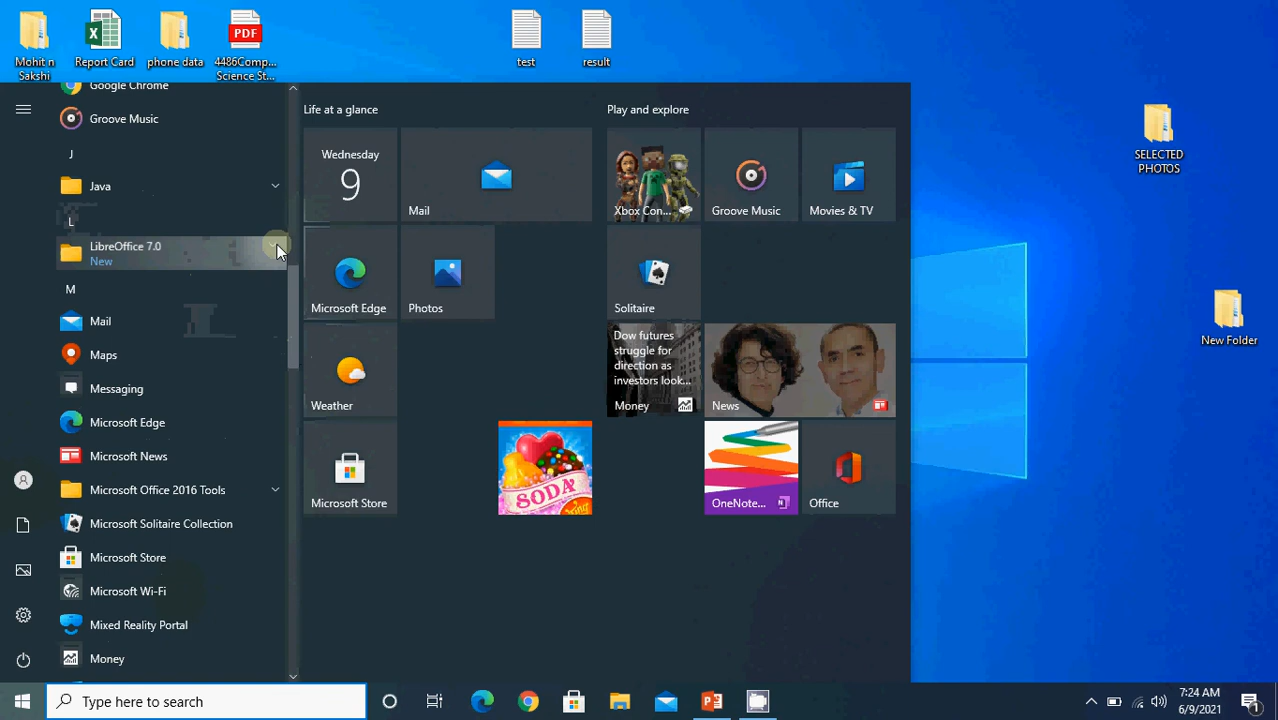 Mohit n
Sakshi
Report Card
phone data
PDF
4486Comp...
Science St...
test
result
SELECTED
PHOTOS
New Folder
Google Chrome
Groove Music
J
Java
L
LibreOffice 7.0
New
M
Mail
Maps
Messaging
Microsoft Edge
Microsoft News
Microsoft Office 2016 Tools
Microsoft Solitaire Collection
Microsoft Store
Microsoft Wi-Fi
Mixed Reality Portal
Money
Life at a glance
Wednesday
9
Mail
Microsoft Edge
Photos
Weather
Microsoft Store
SODA
Play and explore
Xbox Con...
Groove Music
Movies & TV
Solitaire
Dow futures
struggle for
direction as
investors look...
Money
News
OneNote...
Office
Type here to search
7:24 AM
6/9/2021
1